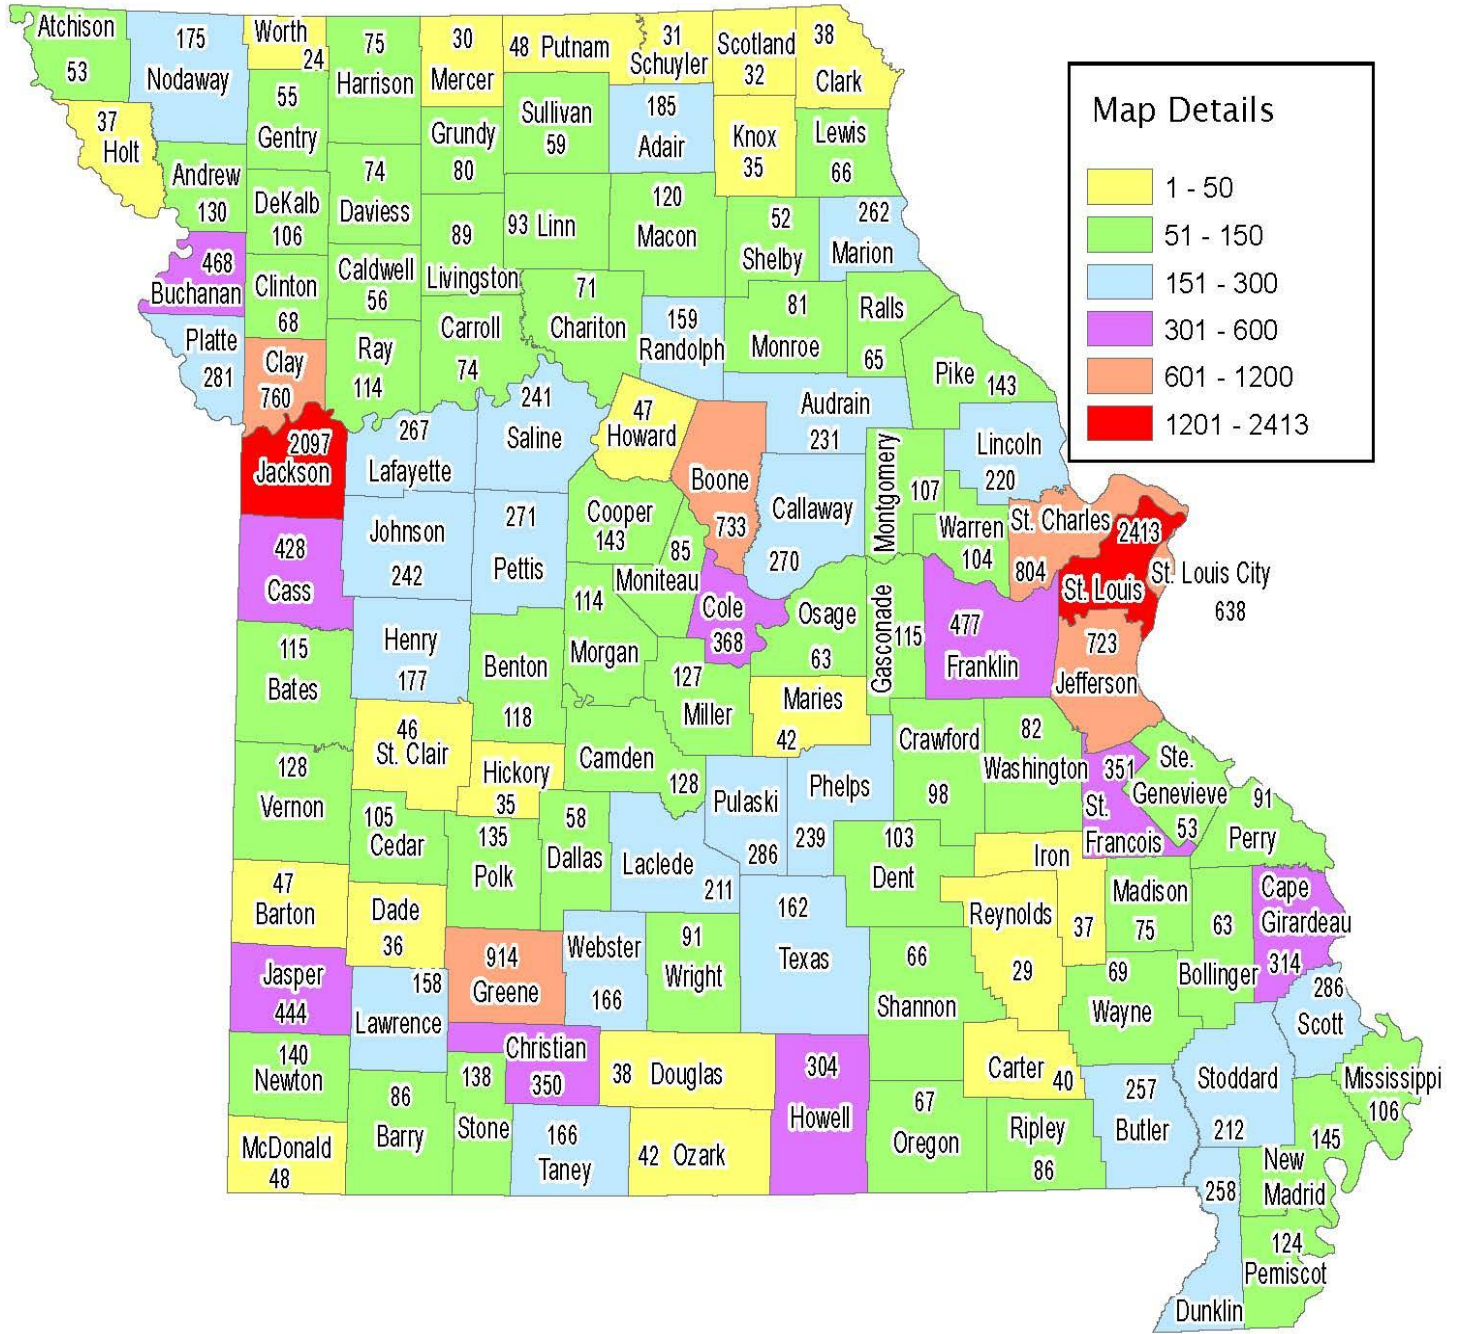 Atchison
53
175
Nodaway
Worth
24
75
Harrison
30
Mercer
48 Putnam
31
Schuyler
Scotland
32
38
Clark
37
Holt
55
Gentry
Grundy
80
Sullivan
59
185
Adair
Knox
35
Lewis
66
Andrew
130
DeKalb
106
74
Daviess
89
Livingston
93 Linn
120
Macon
52
Shelby
262
Marion
468
Buchanan
Clinton
68
Caldwell
56
Carroll
74
71
Chariton
159
Randolph
81
Monroe
Ralls
65
Pike 143
Platte
281
Clay
760
Ray
114
241
Saline
47
Howard
Audrain
231
Lincoln
220
2097
Jackson
267
Lafayette
Boone
733
Callaway
270
Montgomery
107
Warren
104
St. Charles
804
2413
St. Louis
St. Louis City
638
428
Cass
Johnson
242
271
Pettis
Cooper
143
85
Moniteau
Cole
368
Osage
63
Gasconade
115
477
Franklin
723
Jefferson
115
Bates
Henry
177
Benton
118
114
Morgan
127
Miller
Maries
42
128
Vernon
46
St. Clair
Hickory
35
Camden
128
Pulaski
286
Phelps
239
Crawford
98
82
Washington
351
St.
Francois
Ste.
Genevieve
53
91
Perry
105
Cedar
135
Polk
58
Dallas
Laclede
211
103
Dent
Iron
37
Madison
75
63
Bollinger
Cape
Girardeau
314
47
Barton
Dade
36
914
Greene
Webster
166
91
Wright
162
Texas
66
Shannon
Reynolds
29
69
Wayne
286
Scott
Jasper
444
158
Lawrence
Christian
350
38 Douglas
304
Howell
Carter
40
257
Butler
Stoddard
212
Mississippi
106
140
Newton
86
Barry
138
Stone
166
Taney
42 Ozark
67
Oregon
Ripley
86
145
New
Madrid
McDonald
48
258
Dunklin
124
Pemiscot
Map Details
1 - 50
51 - 150
151 - 300
301 - 600
601 - 1200
1201 - 2413